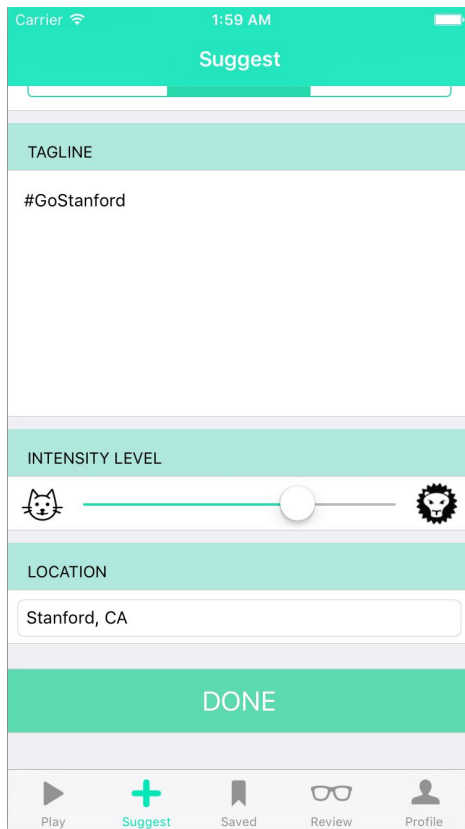 Carrier 1:59 AM
Suggest
TAGLINE
#GoStanford
INTENSITY LEVEL
LOCATION
Stanford, CA
DONE
Play Suggest Saved Review Profile